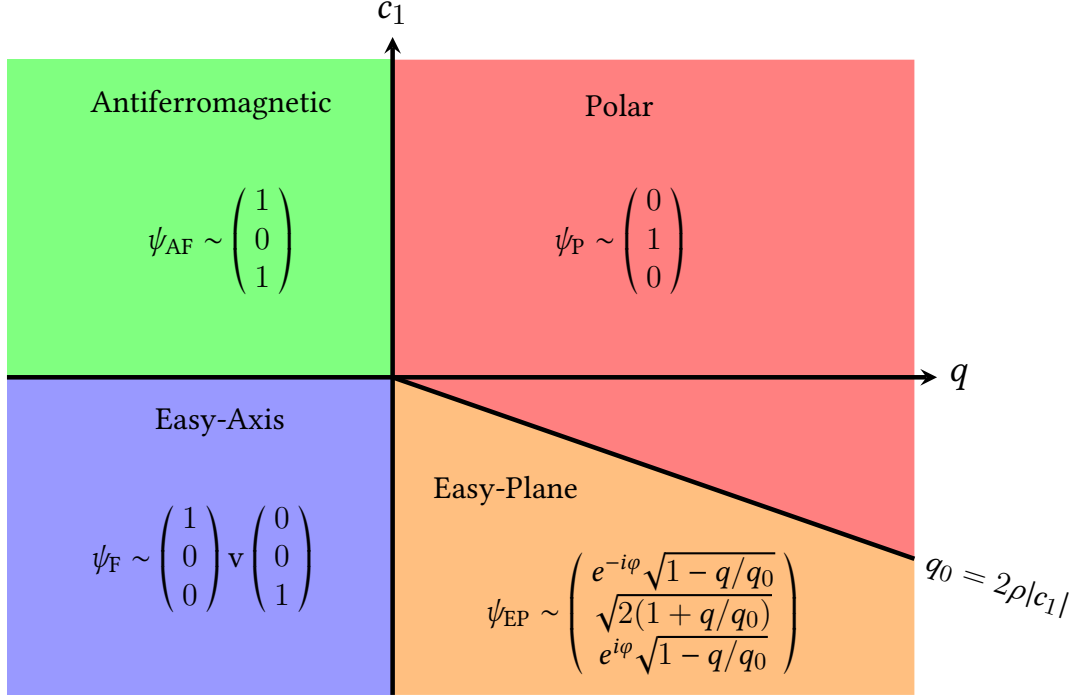 c₁
Antiferromagnetic
Polar
ψ_AF ∼ ( 1 0 1 )
ψ_P ∼ ( 0 1 0 )
q
Easy-Axis
Easy-Plane
ψ_F ∼ ( 1 0 0 ) v ( 0 0 1 )
ψ_EP ∼ ( e^{-iφ}√(1 − q/q₀) √(2(1 + q/q₀)) e^{iφ}√(1 − q/q₀) )
q₀ = 2ρ|c₁|